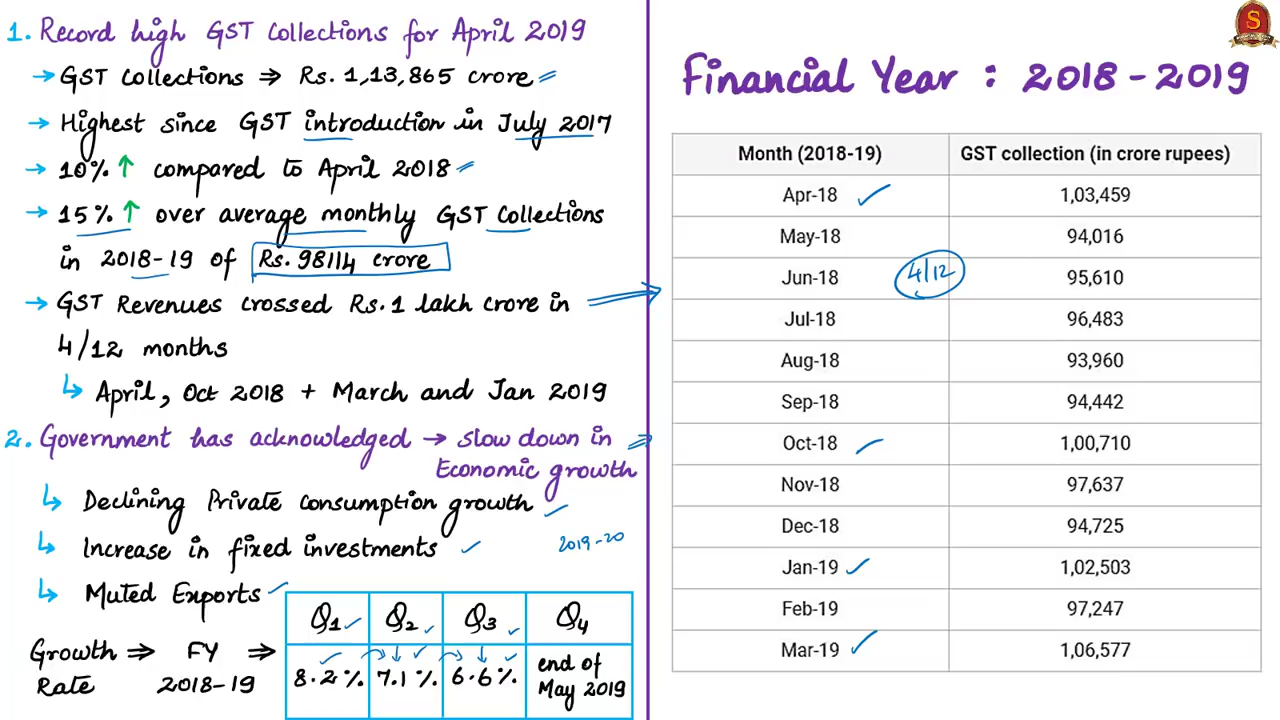 1. Record high GST Collections for April 2019
→ GST Collections ⇒ Rs. 1,13,865 crore
→ Highest since GST introduction in July 2017
→ 10% ↑ compared to April 2018
→ 15% ↑ over average monthly GST Collections
in 2018-19 of Rs. 98114 crore
→ GST Revenues crossed Rs. 1 lakh crore in
4/12 months
↳ April, Oct 2018 + March and Jan 2019
2. Government has acknowledged → slow down in
Economic growth
↳ Declining Private consumption growth
↳ Increase in fixed investments
2019-20
↳ Muted Exports
Growth Rate ⇒ FY 2018-19 ⇒
Q1 Q2 Q3 Q4
8.2% 7.1% 6.6% end of May 2019
S
Financial Year : 2018-2019
Month (2018-19) GST collection (in crore rupees)
Apr-18 1,03,459
May-18 94,016
Jun-18 4/12 95,610
Jul-18 96,483
Aug-18 93,960
Sep-18 94,442
Oct-18 1,00,710
Nov-18 97,637
Dec-18 94,725
Jan-19 1,02,503
Feb-19 97,247
Mar-19 1,06,577